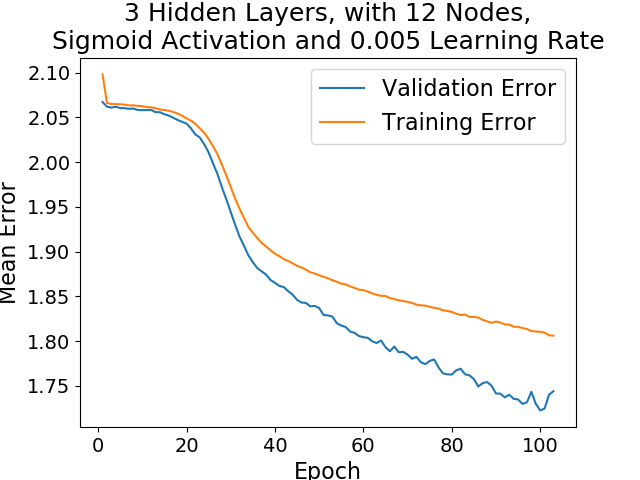 3 Hidden Layers, with 12 Nodes,
Sigmoid Activation and 0.005 Learning Rate
2.10
2.05
2.00
1.95
1.90
1.85
1.80
1.75
Mean Error
Validation Error
Training Error
0 20 40 60 80 100
Epoch